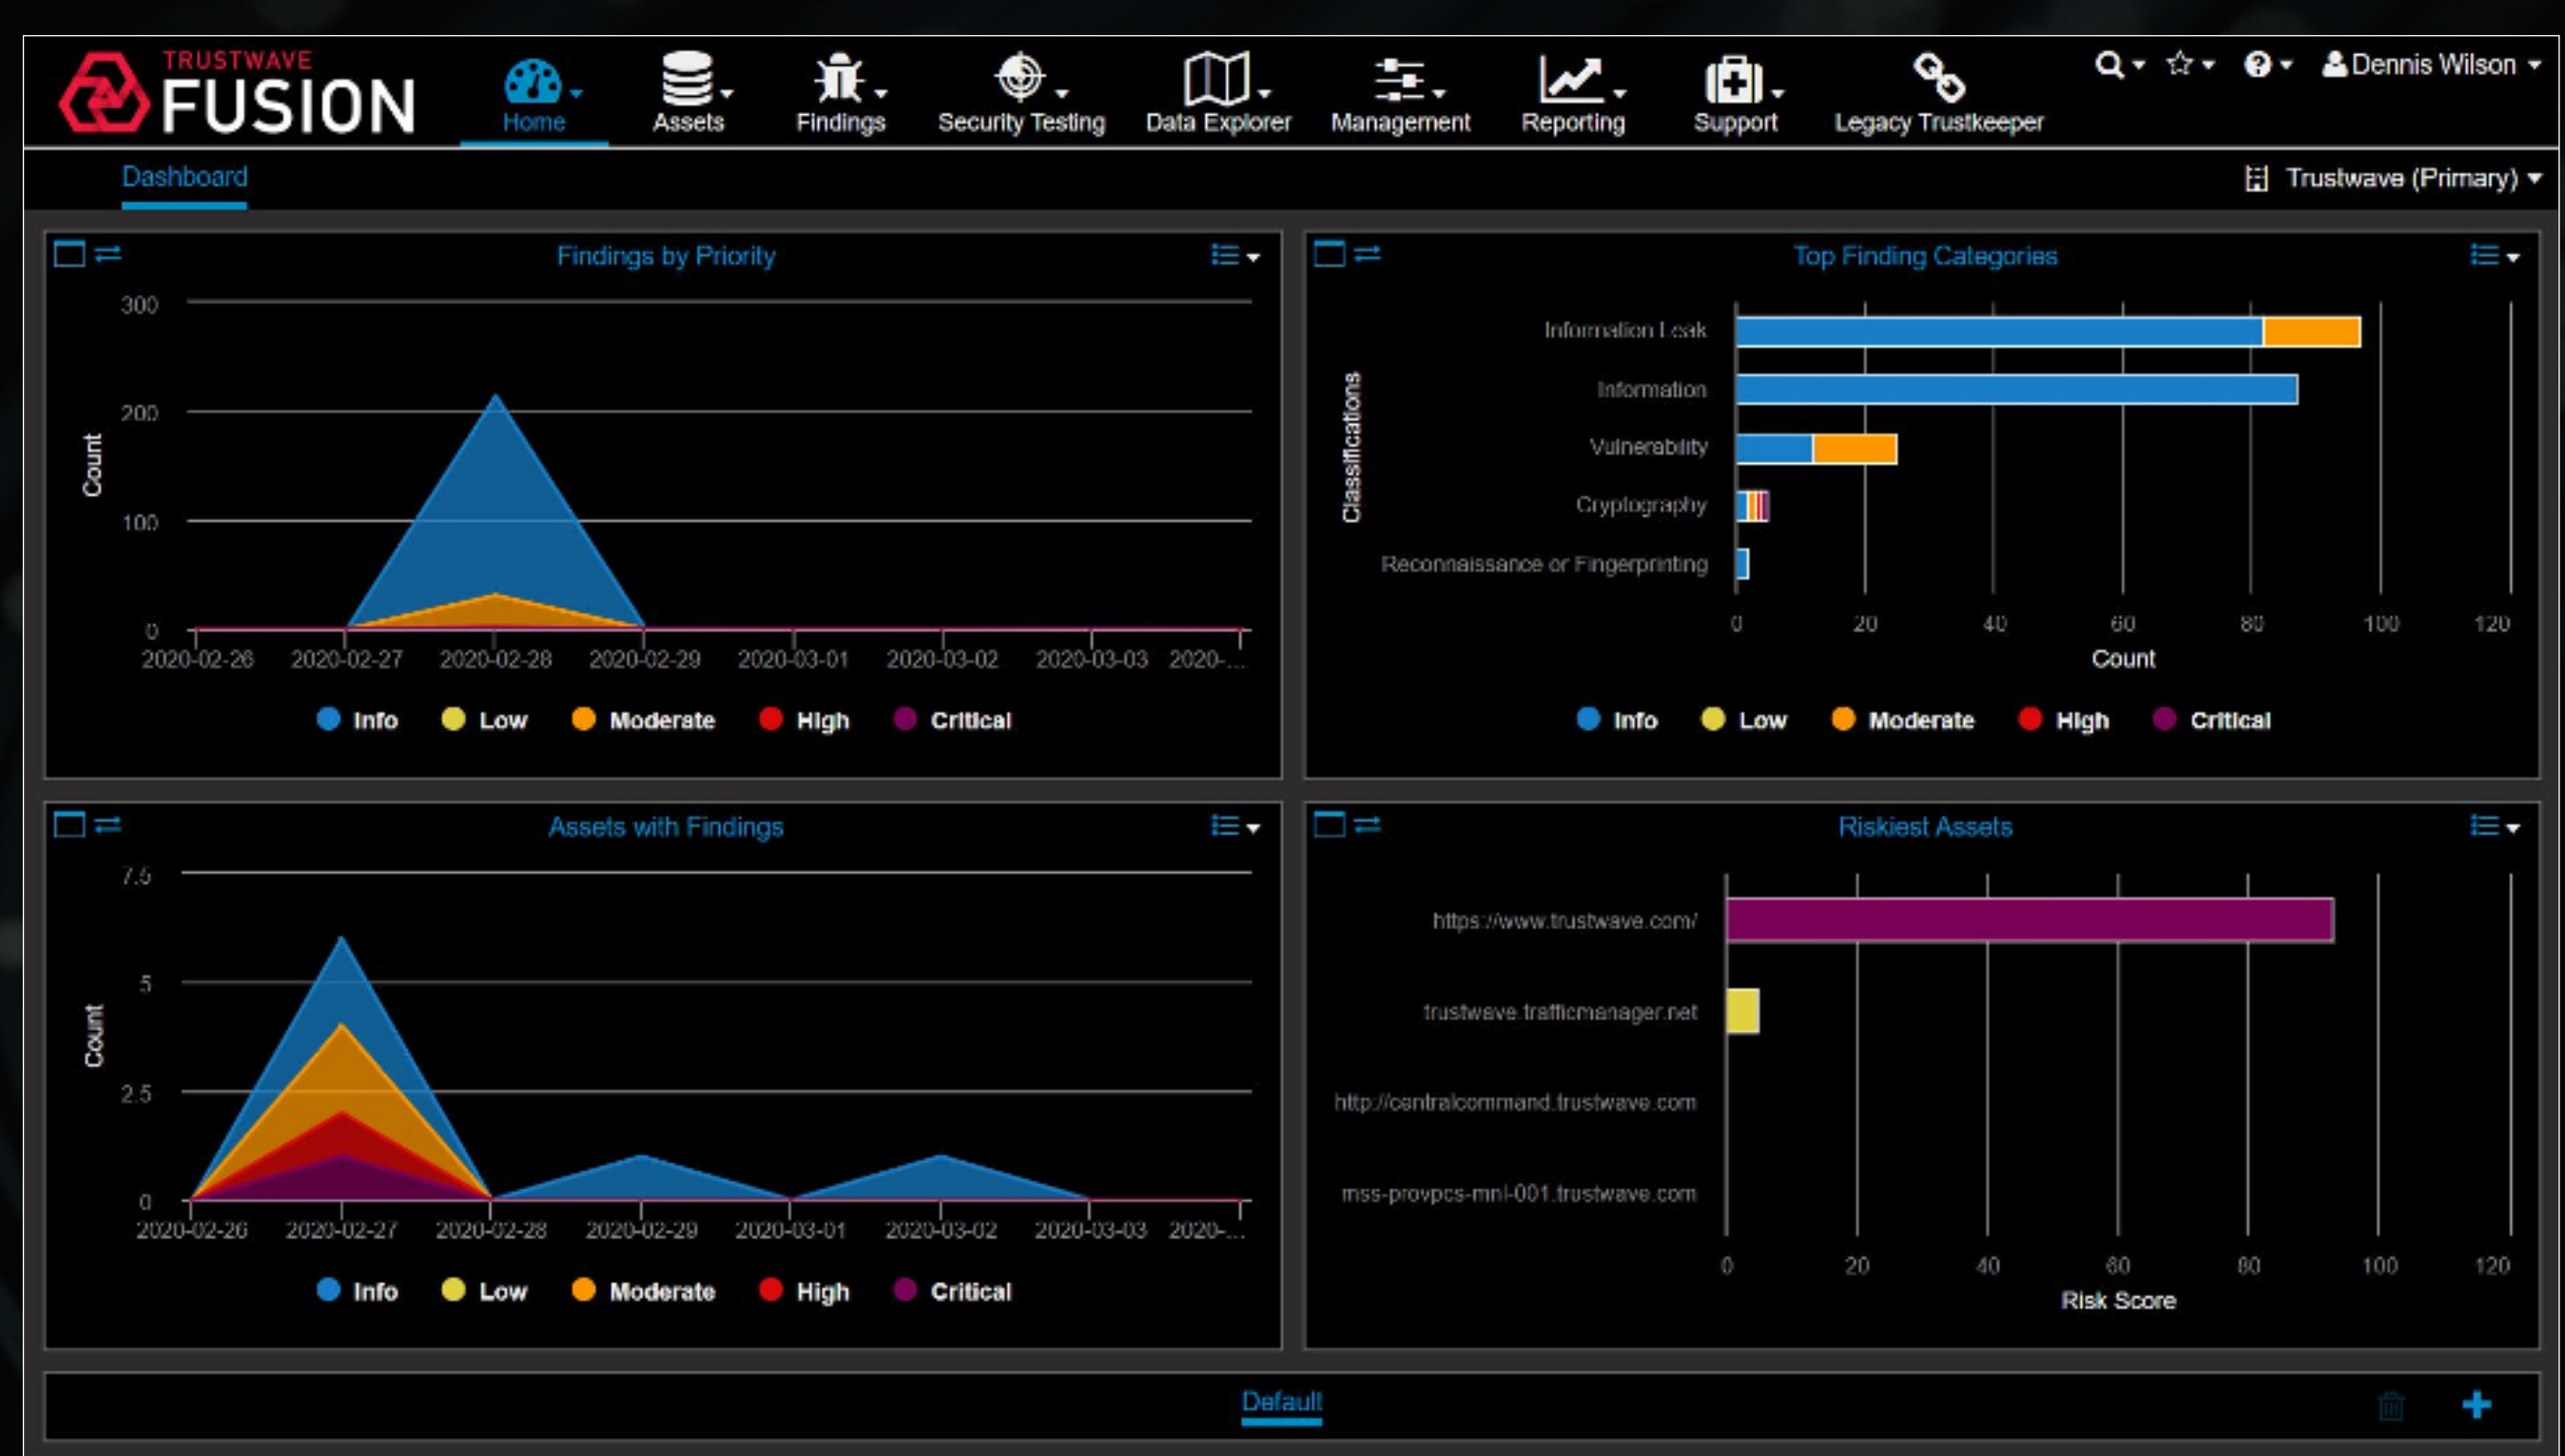 TRUSTWAVE
FUSION
Home
Assets
Findings
Security Testing
Data Explorer
Management
Reporting
Support
Legacy Trustkeeper
Dennis Wilson
Dashboard
Trustwave (Primary)
Findings by Priority
300
200
100
0
Count
2020-02-26 2020-02-27 2020-02-28 2020-02-29 2020-03-01 2020-03-02 2020-03-03 2020-...
Info Low Moderate High Critical
Top Finding Categories
Classifications
Information Leak
Information
Vulnerability
Cryptography
Reconnaissance or Fingerprinting
0 20 40 60 80 100 120
Count
Info Low Moderate High Critical
Assets with Findings
7.5
5
2.5
0
Count
2020-02-26 2020-02-27 2020-02-28 2020-02-29 2020-03-01 2020-03-02 2020-03-03 2020-...
Info Low Moderate High Critical
Riskiest Assets
https://www.trustwave.com/
trustwave.trafficmanager.net
http://centralcommand.trustwave.com
mss-provpcs-mnl-001.trustwave.com
0 20 40 60 80 100 120
Risk Score
Default